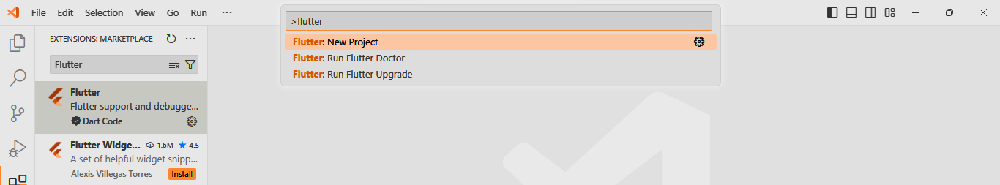 File Edit Selection View Go Run ···
>flutter
Flutter: New Project
Flutter: Run Flutter Doctor
Flutter: Run Flutter Upgrade
EXTENSIONS: MARKETPLACE
Flutter
Flutter
Flutter support and debugge...
Dart Code
Flutter Widge... 1.6M 4.5
A set of helpful widget snipp...
Alexis Villegas Torres Install